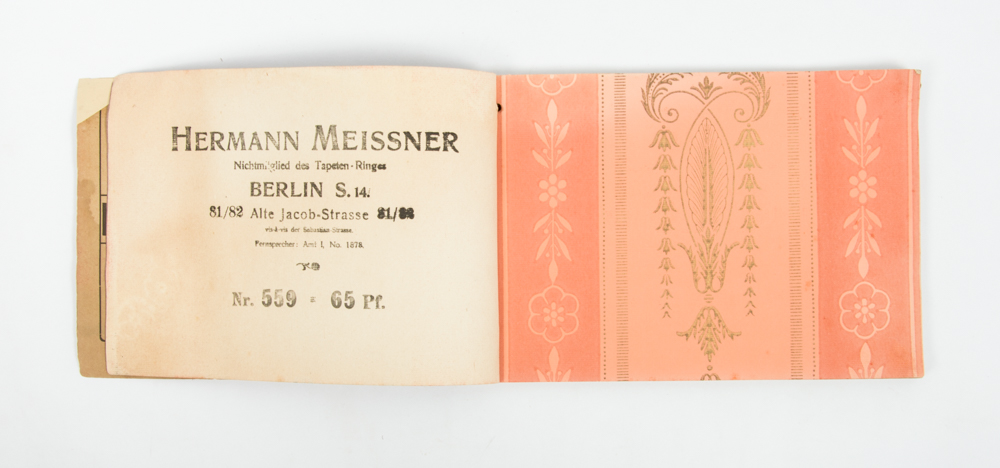 HERMANN MEISSNER
Nichtmitglied des Tapeten-Ringes
BERLIN S. 14.
81/82 Alte Jacob-Strasse 81/82
vis-à-vis der Sebastian-Strasse.
Fernsprecher: Amt I, No. 1878.
Nr. 559 = 65 Pf.